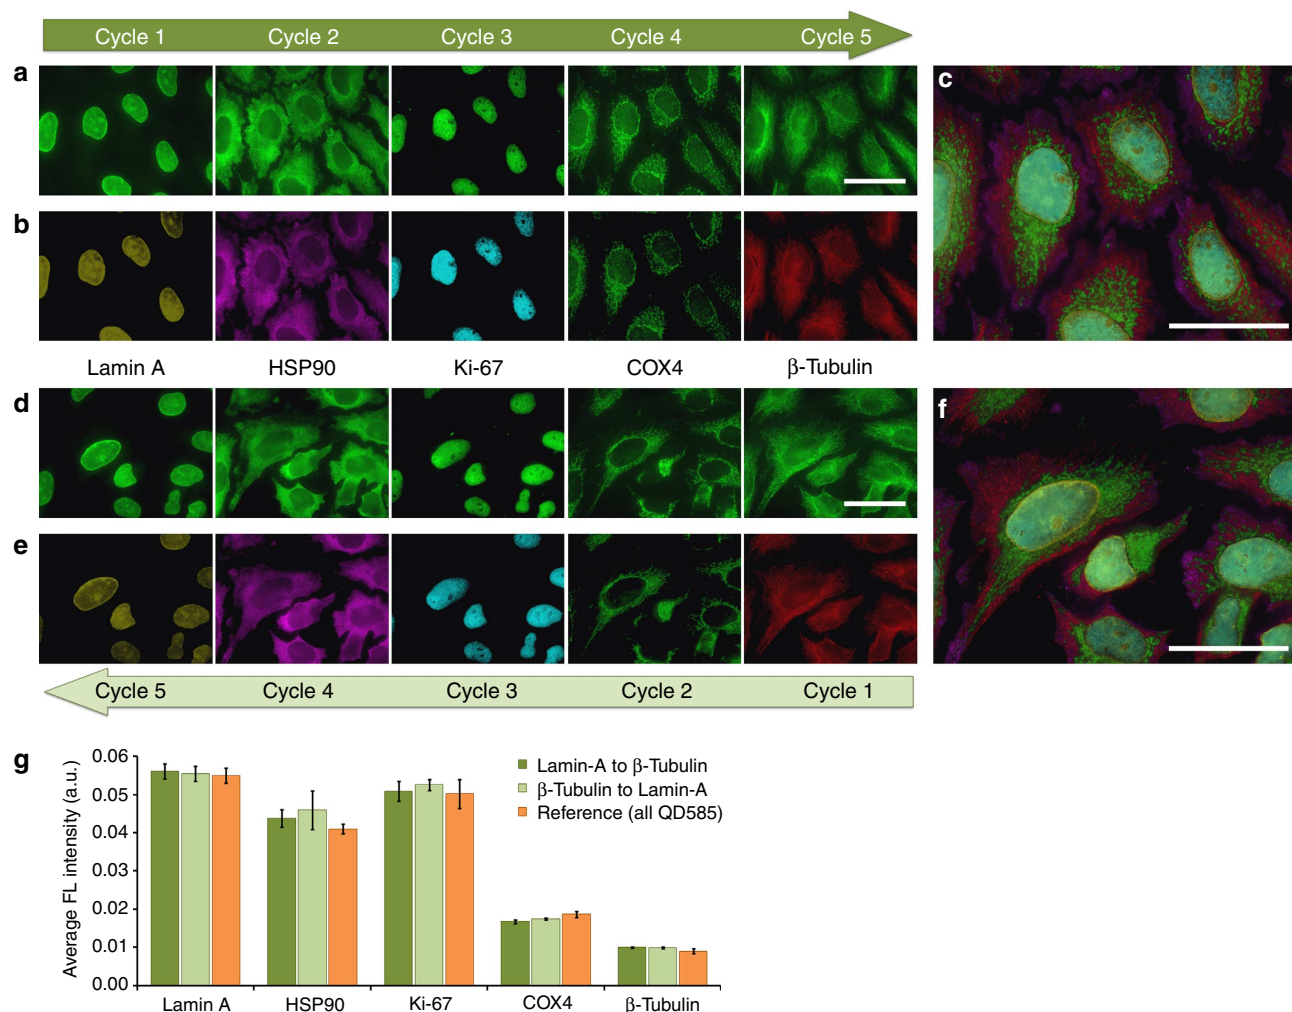 Cycle 1 Cycle 2 Cycle 3 Cycle 4 Cycle 5
a
c
b
Lamin A HSP90 Ki-67 COX4 β-Tubulin
d
f
e
Cycle 5 Cycle 4 Cycle 3 Cycle 2 Cycle 1
g
Average FL intensity (a.u.)
0.06
0.05
0.04
0.03
0.02
0.01
0.00
Lamin-A to β-Tubulin
β-Tubulin to Lamin-A
Reference (all QD585)
Lamin A HSP90 Ki-67 COX4 β-Tubulin